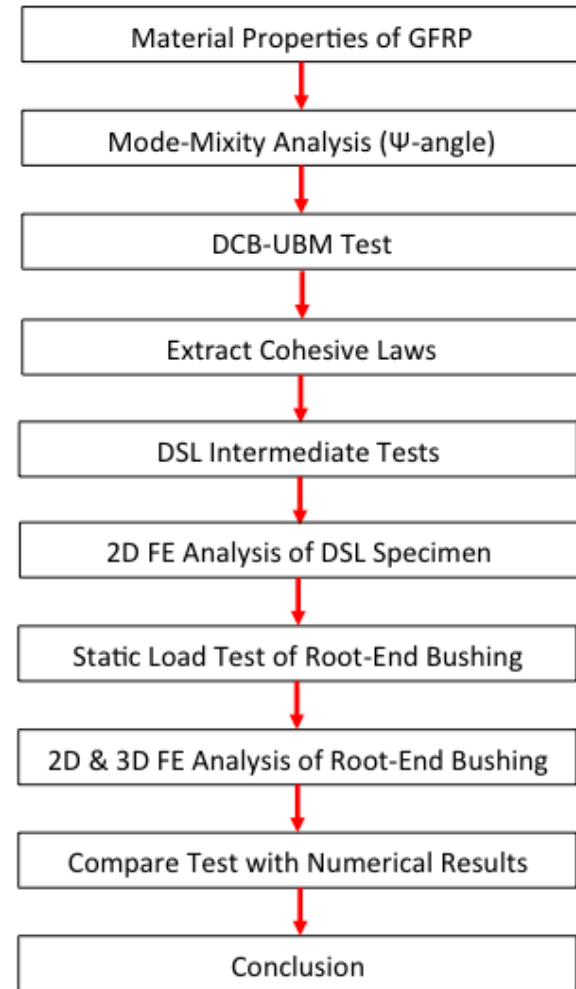 Material Properties of GFRP
Mode-Mixity Analysis (Ψ-angle)
DCB-UBM Test
Extract Cohesive Laws
DSL Intermediate Tests
2D FE Analysis of DSL Specimen
Static Load Test of Root-End Bushing
2D & 3D FE Analysis of Root-End Bushing
Compare Test with Numerical Results
Conclusion